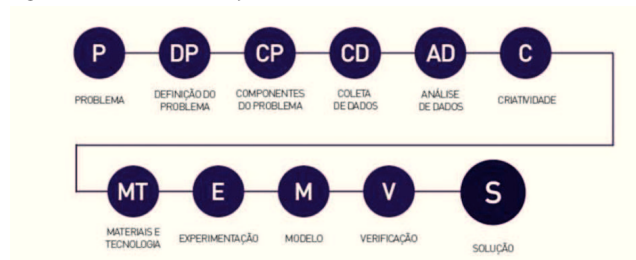 P DP CP CD AD C
PROBLEMA
DEFINIÇÃO DO
PROBLEMA
COMPONENTES
DO PROBLEMA
COLETA
DE DADOS
ANÁLISE
DE DADOS
CRIATIVIDADE
MT E M V S
MATERIAIS E
TECNOLOGIA
EXPERIMENTAÇÃO
MODELO
VERIFICAÇÃO
SOLUÇÃO